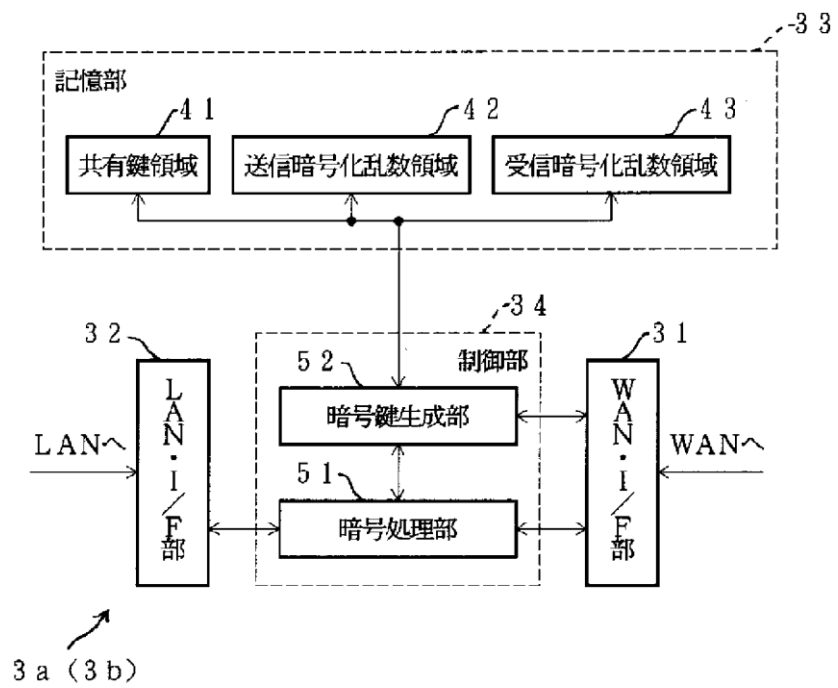 33
記憶部
41
42
43
共有鍵領域
送信暗号化乱数領域
受信暗号化乱数領域
34
32
52
制御部
31
LAN・I/F部
暗号鍵生成部
WAN・I/F部
LANへ
WANへ
51
暗号処理部
3a(3b)